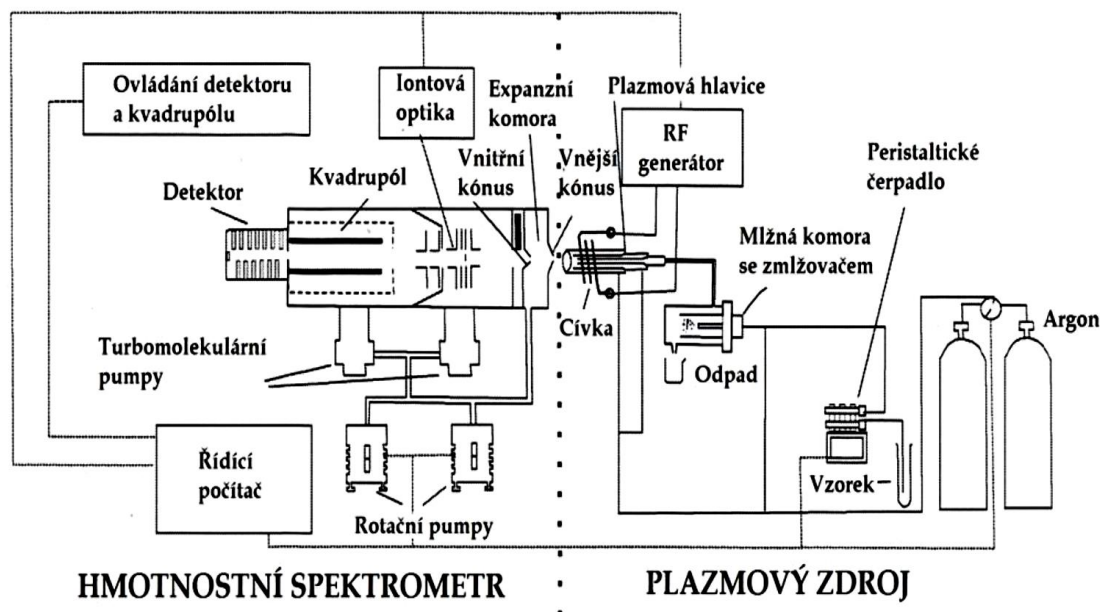 Ovládání detektoru
a kvadrupólu
Iontová
optika
Expanzní
komora
Plazmová hlavice
RF
generátor
Peristaltické
čerpadlo
Detektor
Kvadrupól
Vnitřní
kónus
Vnější
kónus
Mlžná komora
se zmlžovačem
Cívka
Argon
Turbomolekulární
pumpy
Odpad
Řídící
počítač
Vzorek
Rotační pumpy
HMOTNOSTNÍ SPEKTROMETR
PLAZMOVÝ ZDROJ